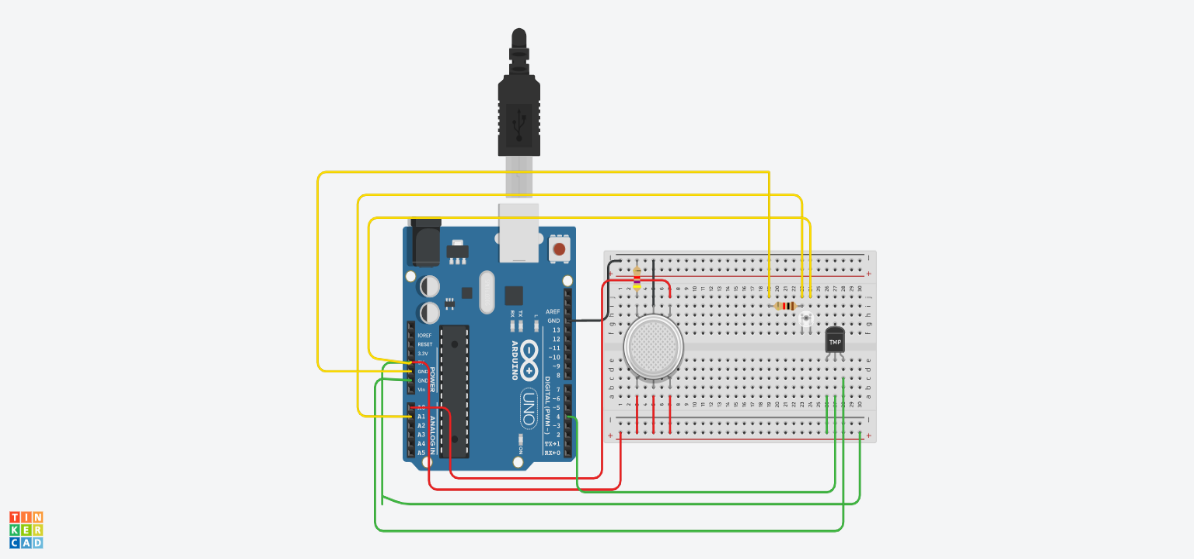 AREF
GND
13
12
~11
~10
~9
8
7
~6
~5
4
~3
2
TX→1
RX←0
DIGITAL (PWM~)
IOREF
RESET
3.3V
GND
GND
Vin
POWER
A0
A1
A2
A3
A4
A5
ANALOG IN
RX
TX
L
ON
ARDUINO
UNO
TMP
TIN
KER
CAD